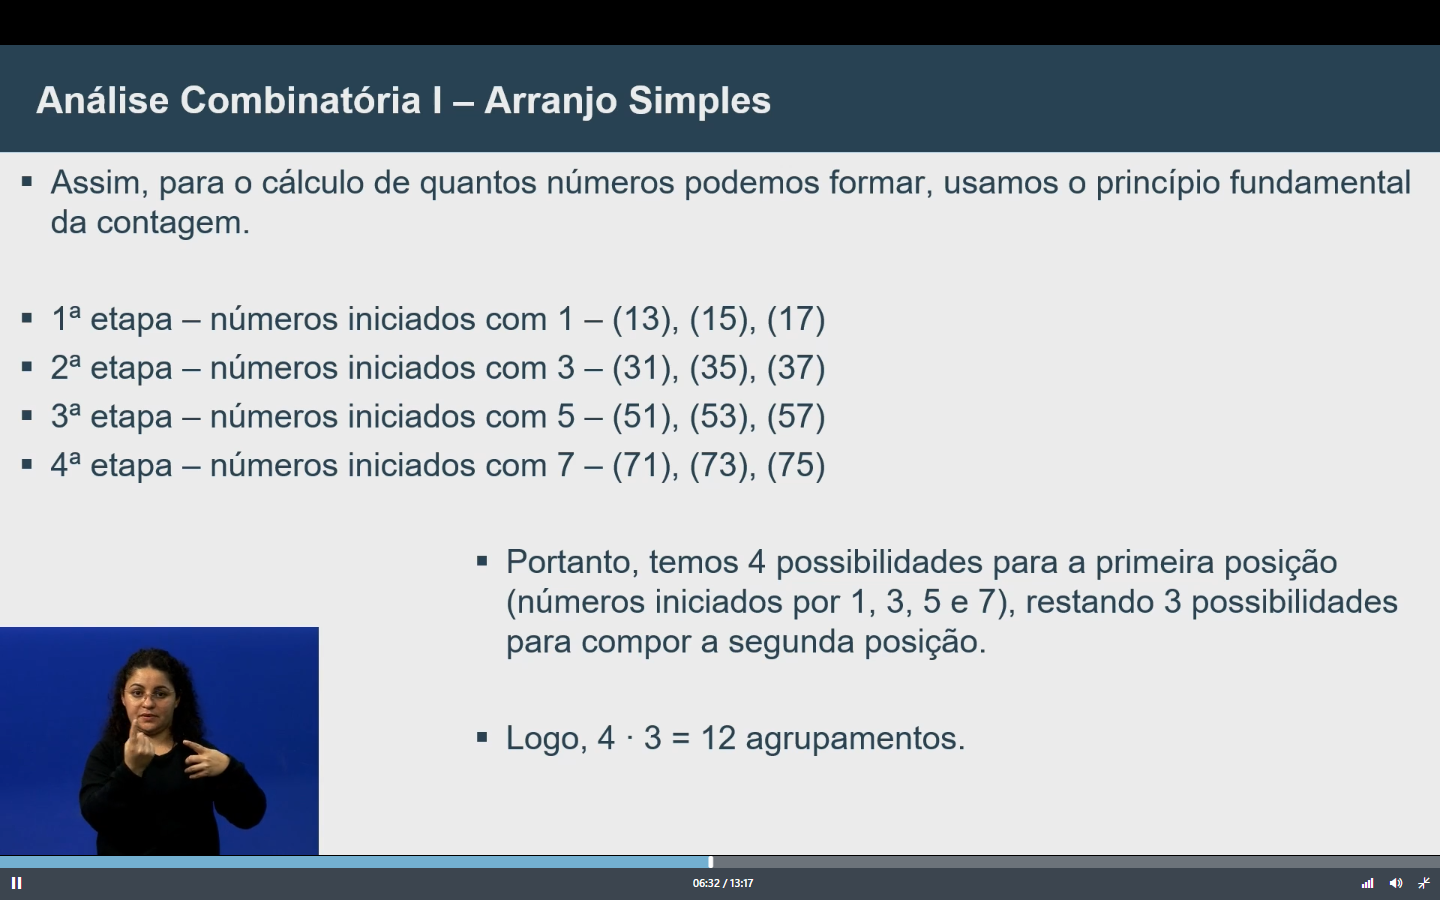 Análise Combinatória I – Arranjo Simples
▪ Assim, para o cálculo de quantos números podemos formar, usamos o princípio fundamental
da contagem.
▪ 1ª etapa – números iniciados com 1 – (13), (15), (17)
▪ 2ª etapa – números iniciados com 3 – (31), (35), (37)
▪ 3ª etapa – números iniciados com 5 – (51), (53), (57)
▪ 4ª etapa – números iniciados com 7 – (71), (73), (75)
▪ Portanto, temos 4 possibilidades para a primeira posição
(números iniciados por 1, 3, 5 e 7), restando 3 possibilidades
para compor a segunda posição.
▪ Logo, 4 · 3 = 12 agrupamentos.
06:32 / 13:17